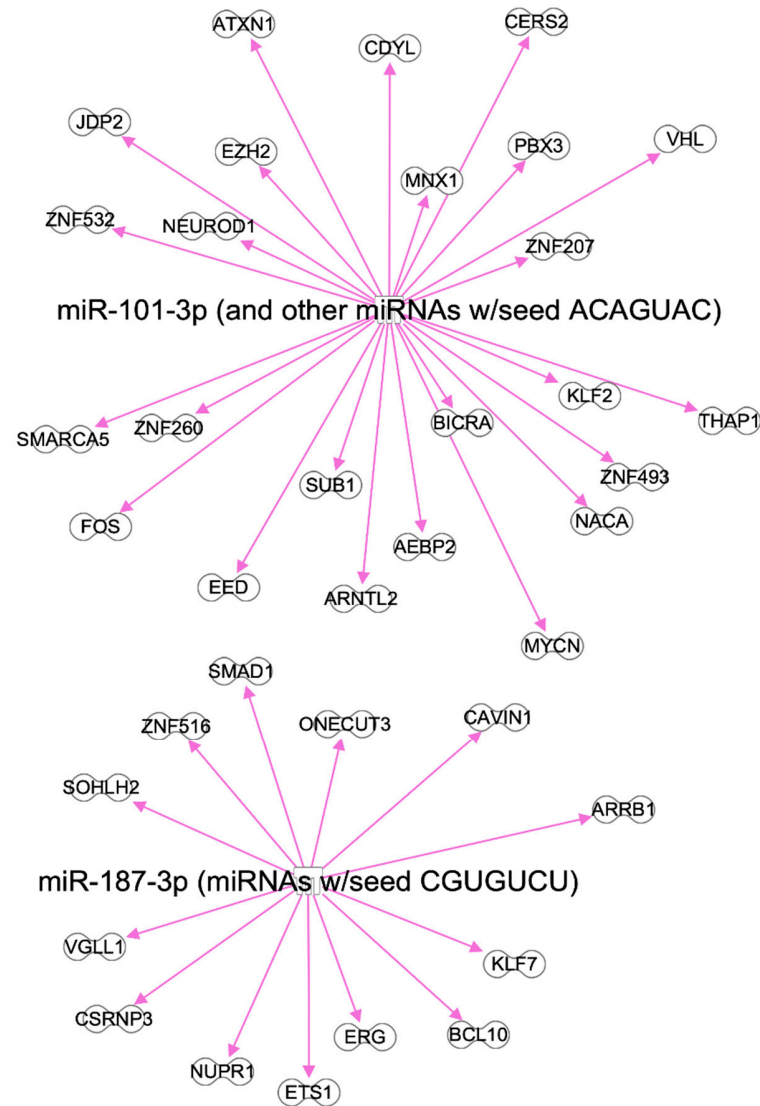 ATXN1
CDYL
CERS2
JDP2
EZH2
MNX1
PBX3
VHL
ZNF532
NEUROD1
ZNF207
miR-101-3p (and other miRNAs w/seed ACAGUAC)
KLF2
THAP1
BICRA
SMARCA5
ZNF260
ZNF493
SUB1
NACA
FOS
AEBP2
EED
ARNTL2
MYCN
SMAD1
ZNF516
ONECUT3
CAVIN1
SOHLH2
ARRB1
miR-187-3p (miRNAs w/seed CGUGUCU)
VGLL1
KLF7
CSRNP3
ERG
BCL10
NUPR1
ETS1